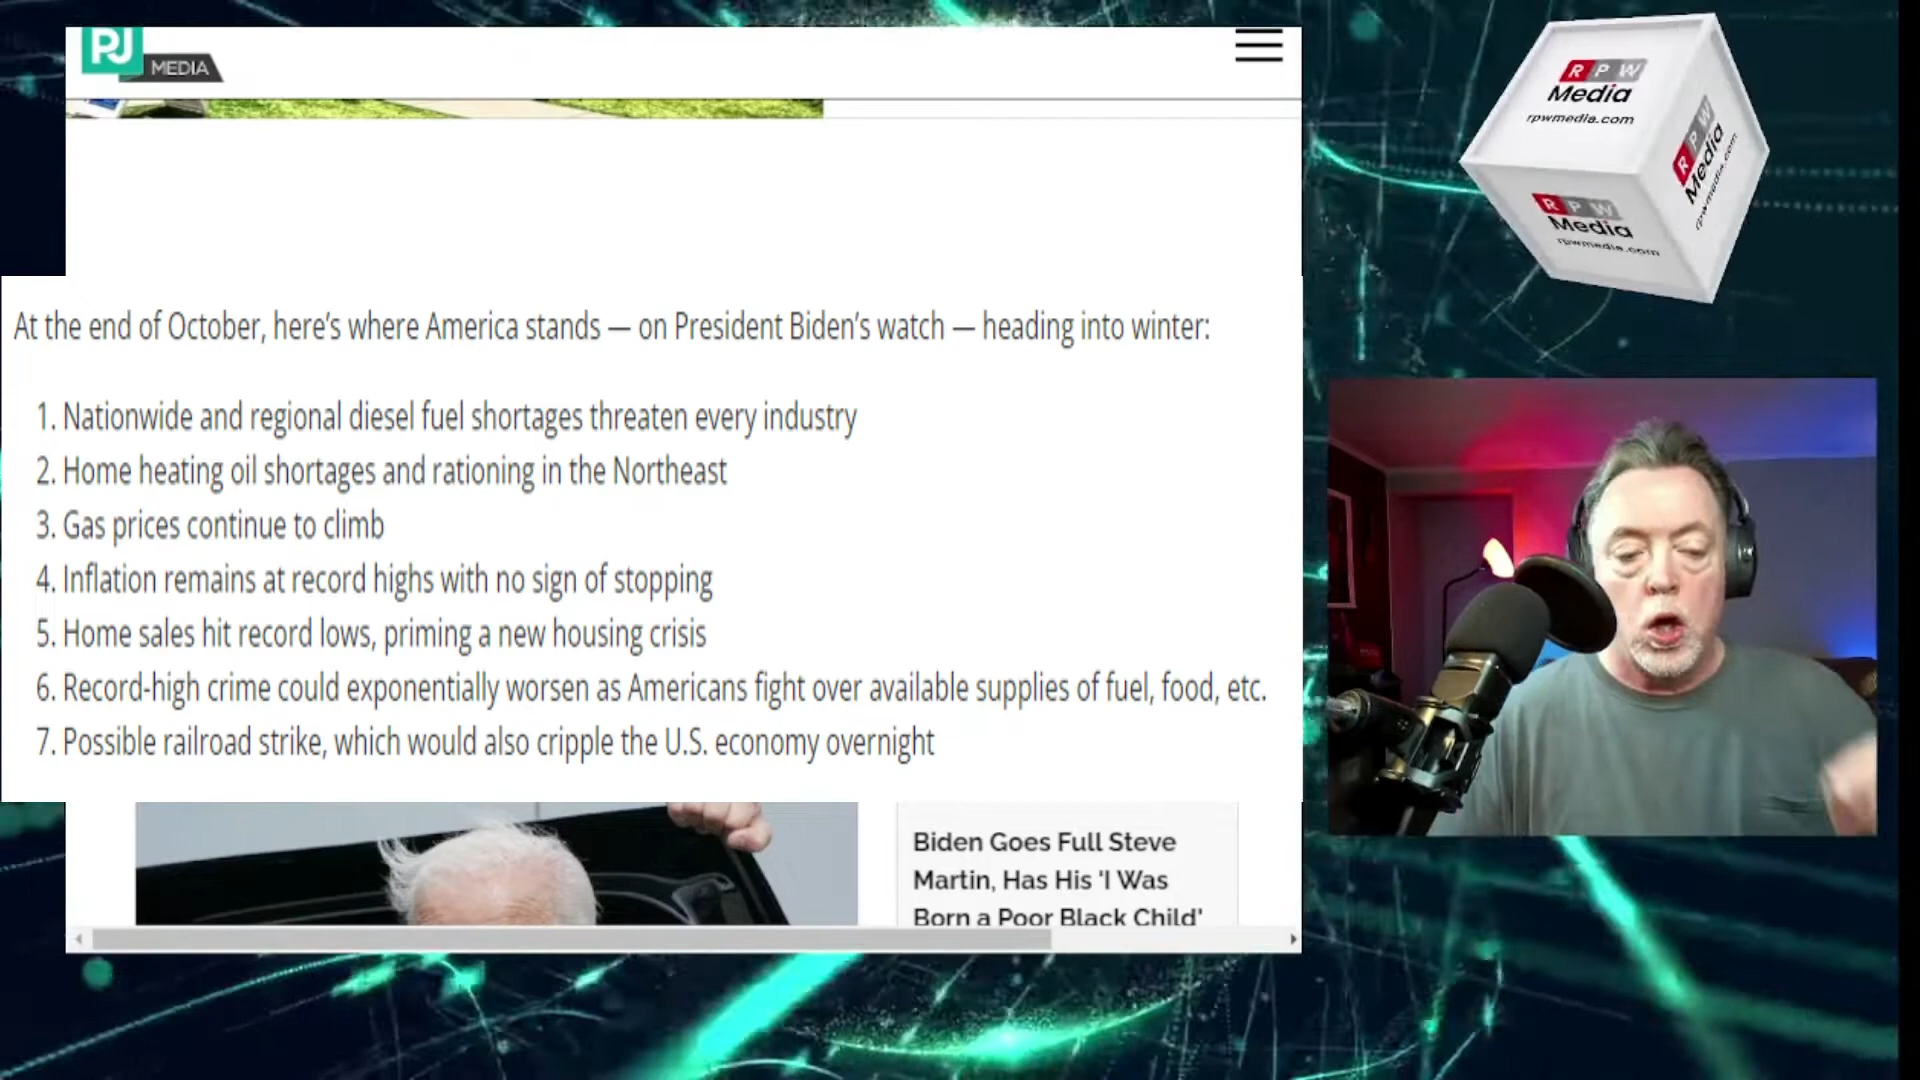 PJ
MEDIA
R P W
Media
rpwmedia.com
R P W
Media
rpwmedia.com
R P W
Media
rpwmedia.com
At the end of October, here’s where America stands — on President Biden’s watch — heading into winter:
1. Nationwide and regional diesel fuel shortages threaten every industry
2. Home heating oil shortages and rationing in the Northeast
3. Gas prices continue to climb
4. Inflation remains at record highs with no sign of stopping
5. Home sales hit record lows, priming a new housing crisis
6. Record-high crime could exponentially worsen as Americans fight over available supplies of fuel, food, etc.
7. Possible railroad strike, which would also cripple the U.S. economy overnight
Biden Goes Full Steve
Martin, Has His 'I Was
Born a Poor Black Child'